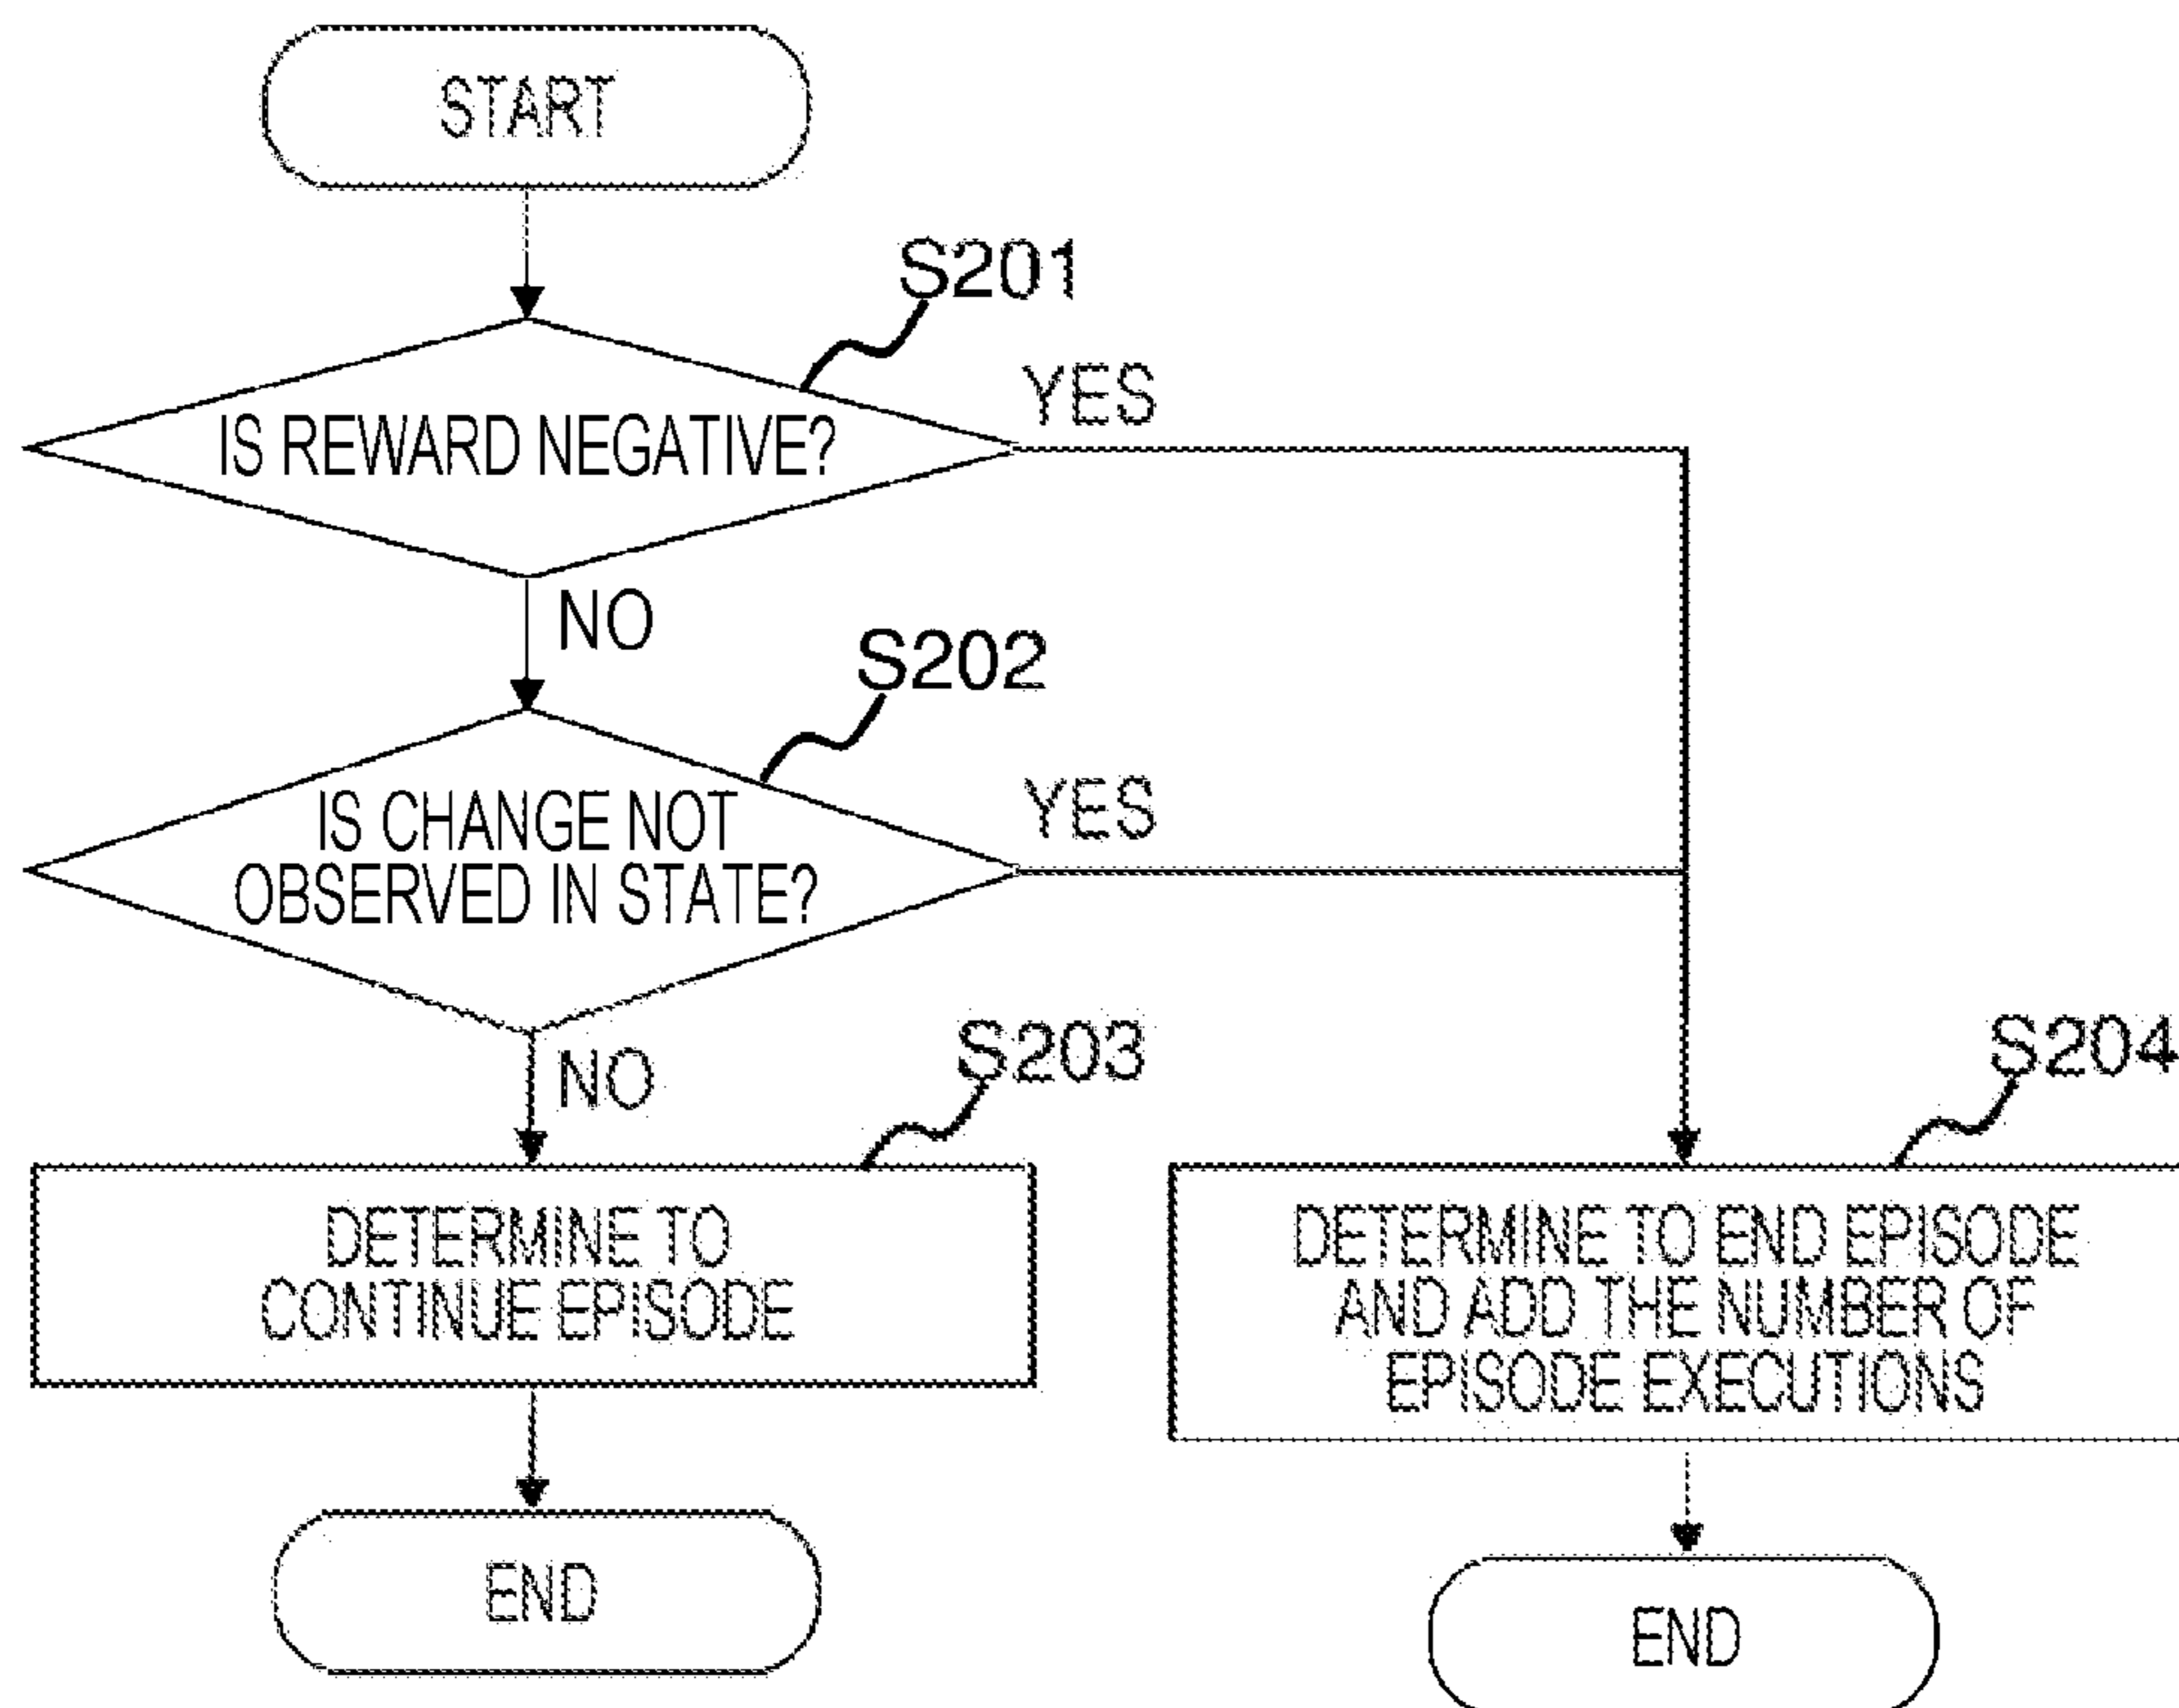 START
S201
YES
IS REWARD NEGATIVE?
NO
S202
YES
IS CHANGE NOT
OBSERVED IN STATE?
NO
S203
S204
DETERMINE TO
CONTINUE EPISODE
DETERMINE TO END EPISODE
AND ADD THE NUMBER OF
EPISODE EXECUTIONS
END
END